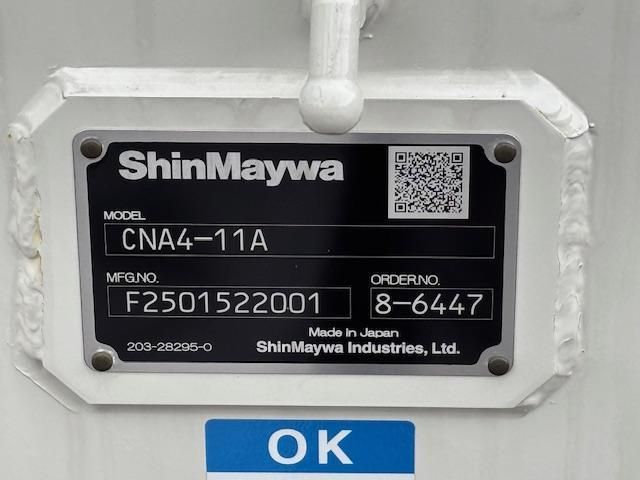 ShinMaywa
MODEL
CNA4-11A
MFG.NO.
F2501522001
ORDER.NO.
8-6447
Made in Japan
203-28295-0
ShinMaywa Industries, Ltd.
OK